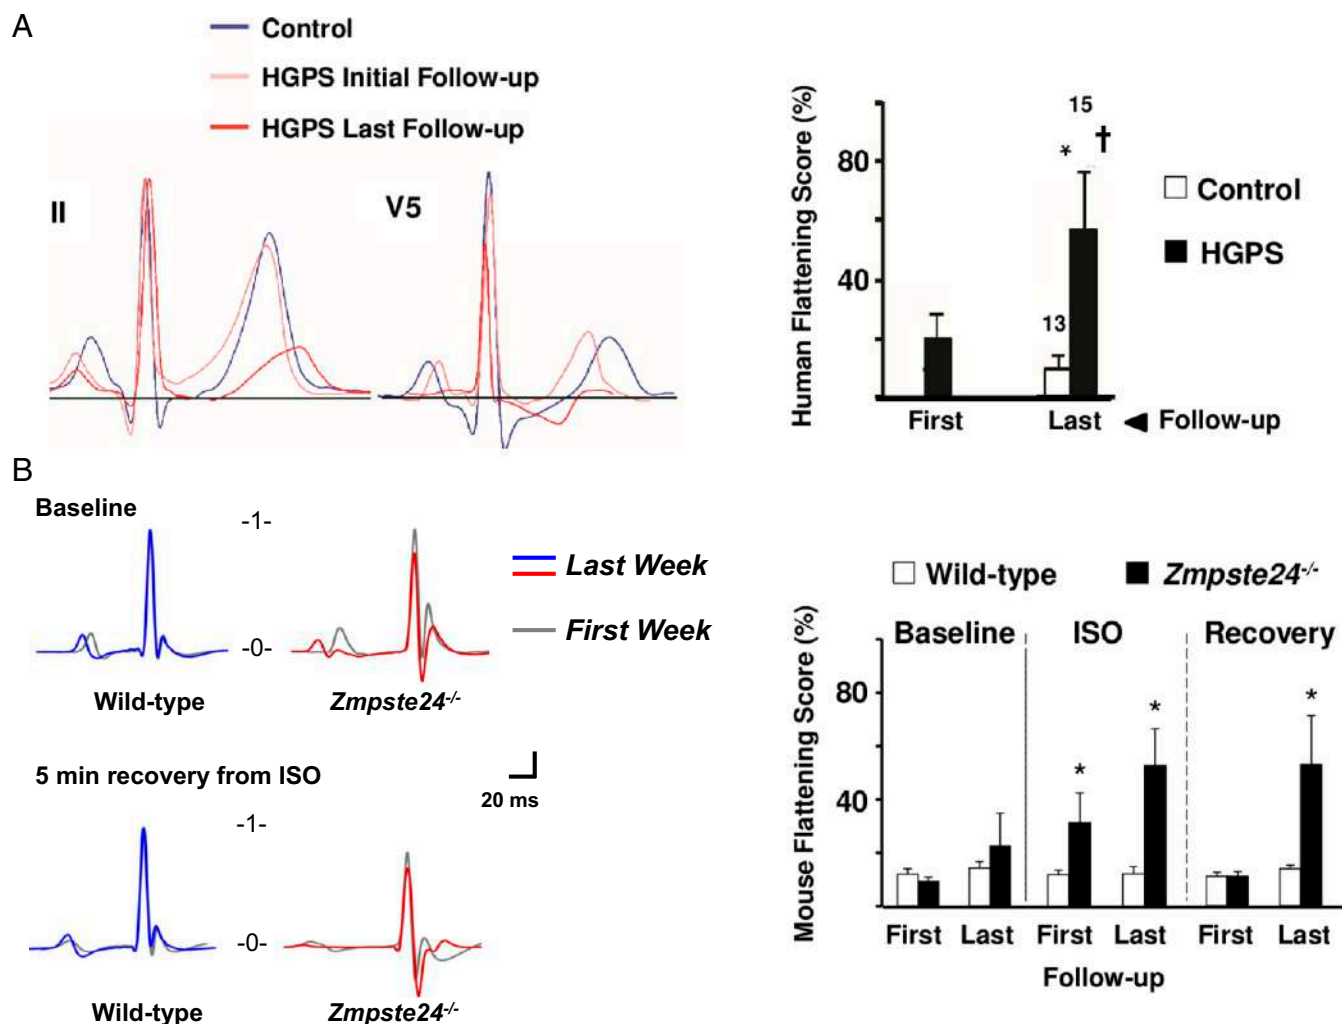 A
Control
HGPS Initial Follow-up
HGPS Last Follow-up
II
V5
Human Flattening Score (%)
80
40
15
* †
13
Control
HGPS
First Last ◄ Follow-up
B
Baseline
-1-
-0-
Wild-type Zmpste24-/-
Last Week
First Week
5 min recovery from ISO
20 ms
-1-
-0-
Wild-type Zmpste24-/-
Wild-type Zmpste24-/-
Mouse Flattening Score (%)
Baseline ISO Recovery
80
40
* * *
First Last First Last First Last
Follow-up